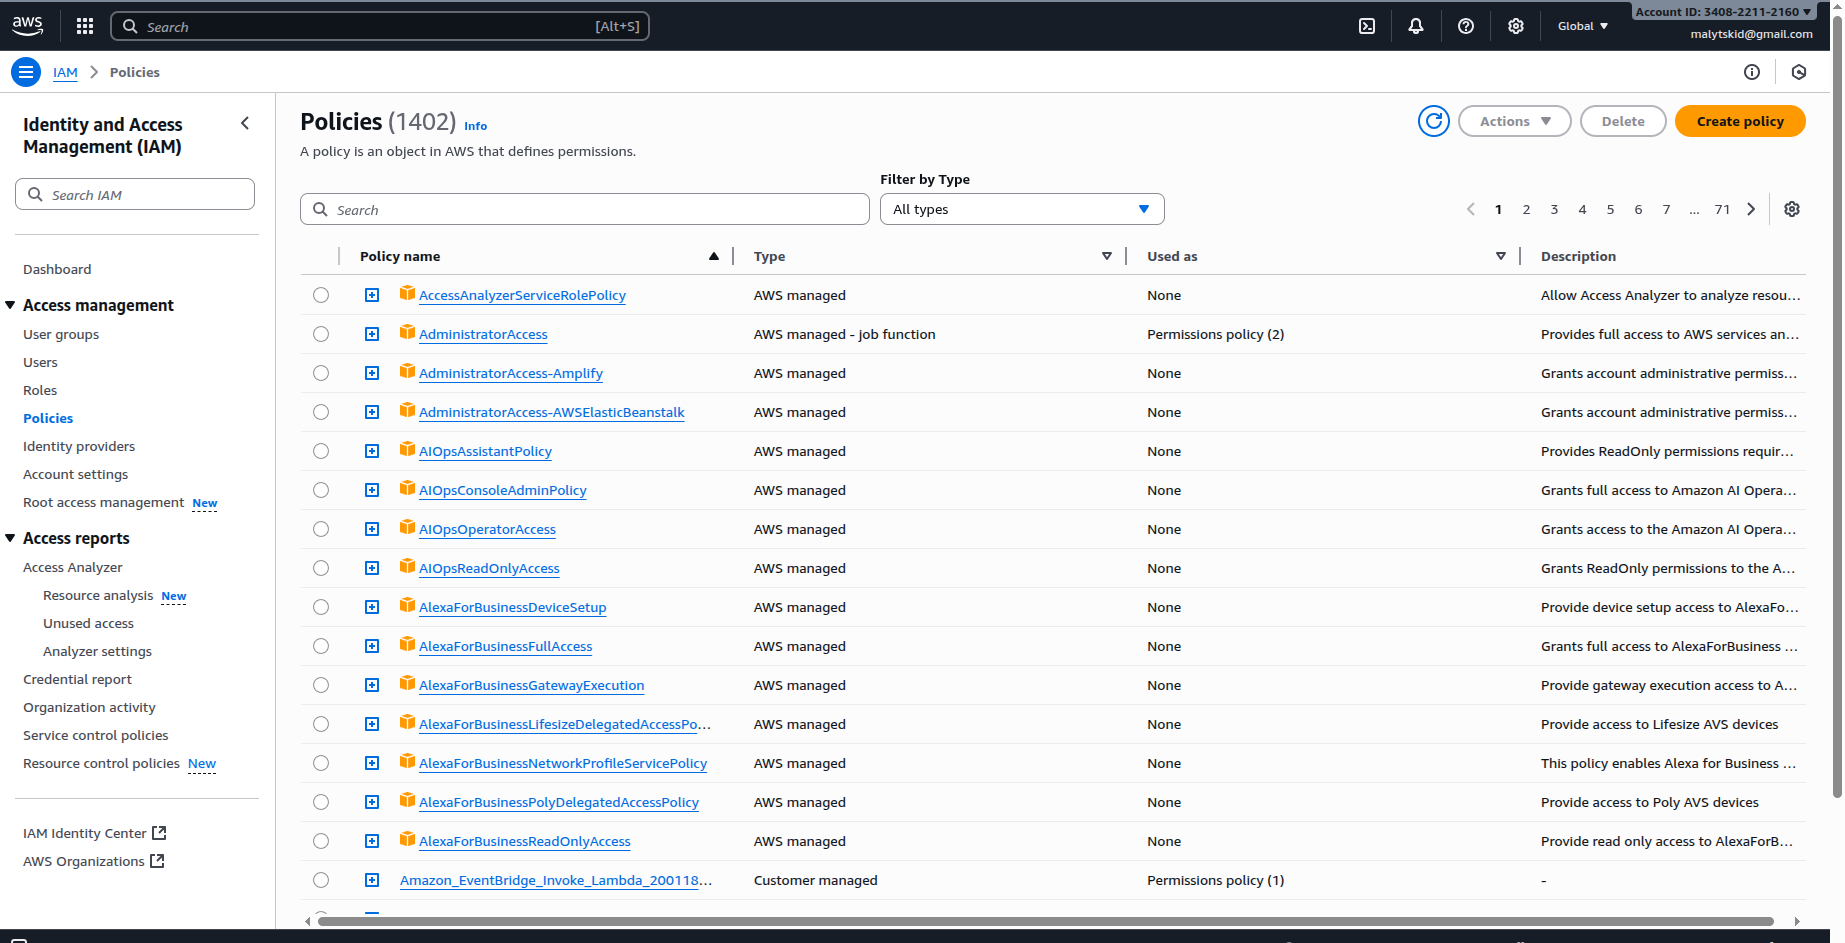 aws
Search
[Alt+S]
Global
Account ID: 3408-2211-2160
malytskid@gmail.com
IAM
Policies
Identity and Access
Management (IAM)
Search IAM
Dashboard
Access management
User groups
Users
Roles
Policies
Identity providers
Account settings
Root access management New
Access reports
Access Analyzer
Resource analysis New
Unused access
Analyzer settings
Credential report
Organization activity
Service control policies
Resource control policies New
IAM Identity Center
AWS Organizations
Policies (1402) Info
A policy is an object in AWS that defines permissions.
Actions
Delete
Create policy
Filter by Type
Search
All types
1 2 3 4 5 6 7 ... 71
Policy name Type Used as Description
AccessAnalyzerServiceRolePolicy AWS managed None Allow Access Analyzer to analyze resou...
AdministratorAccess AWS managed - job function Permissions policy (2) Provides full access to AWS services an...
AdministratorAccess-Amplify AWS managed None Grants account administrative permiss...
AdministratorAccess-AWSElasticBeanstalk AWS managed None Grants account administrative permiss...
AIOpsAssistantPolicy AWS managed None Provides ReadOnly permissions requir...
AIOpsConsoleAdminPolicy AWS managed None Grants full access to Amazon AI Opera...
AIOpsOperatorAccess AWS managed None Grants access to the Amazon AI Opera...
AIOpsReadOnlyAccess AWS managed None Grants ReadOnly permissions to the A...
AlexaForBusinessDeviceSetup AWS managed None Provide device setup access to AlexaFo...
AlexaForBusinessFullAccess AWS managed None Grants full access to AlexaForBusiness ...
AlexaForBusinessGatewayExecution AWS managed None Provide gateway execution access to A...
AlexaForBusinessLifesizeDelegatedAccessPo... AWS managed None Provide access to Lifesize AVS devices
AlexaForBusinessNetworkProfileServicePolicy AWS managed None This policy enables Alexa for Business ...
AlexaForBusinessPolyDelegatedAccessPolicy AWS managed None Provide access to Poly AVS devices
AlexaForBusinessReadOnlyAccess AWS managed None Provide read only access to AlexaForB...
Amazon_EventBridge_Invoke_Lambda_200118... Customer managed Permissions policy (1) -